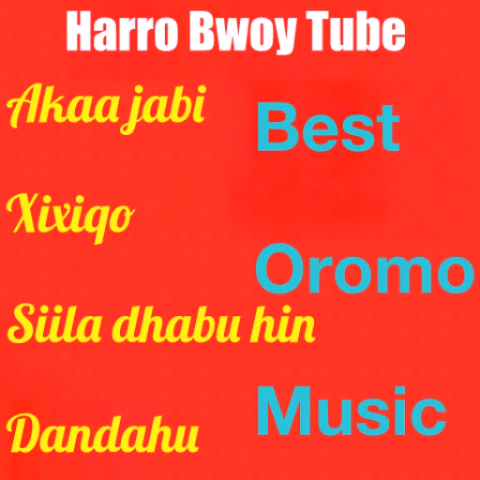 Harro Bwoy Tube
Akaa jabi
Best
Xixiqo
Oromo
Siila dhabu hin
Music
Dandahu